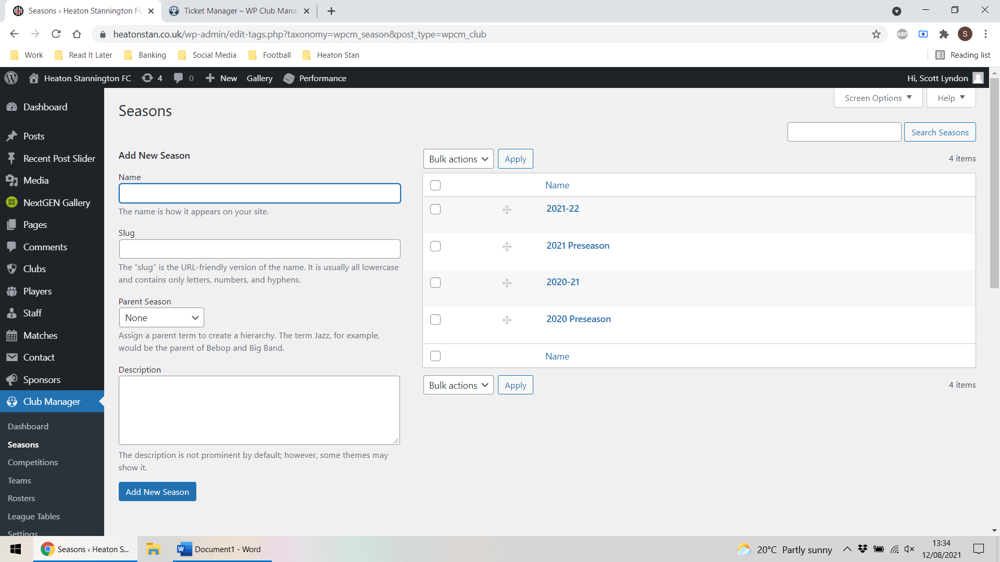 Seasons ‹ Heaton Stannington FC
Ticket Manager – WP Club Mana
heatonstan.co.uk/wp-admin/edit-tags.php?taxonomy=wpcm_season&post_type=wpcm_club
ABP
S
Work
Read It Later
Banking
Social Media
Football
Heaton Stan
Reading list
Heaton Stannington FC
4
0
New
Gallery
Performance
Hi, Scott Lyndon
Dashboard
Posts
Recent Post Slider
Media
NextGEN Gallery
Pages
Comments
Clubs
Players
Staff
Matches
Contact
Sponsors
Club Manager
Dashboard
Seasons
Competitions
Teams
Rosters
League Tables
Settings
Screen Options
Help
Seasons
Search Seasons
Add New Season
Name
The name is how it appears on your site.
Slug
The “slug” is the URL-friendly version of the name. It is usually all lowercase
and contains only letters, numbers, and hyphens.
Parent Season
None
Assign a parent term to create a hierarchy. The term Jazz, for example,
would be the parent of Bebop and Big Band.
Description
The description is not prominent by default; however, some themes may
show it.
Add New Season
Bulk actions
Apply
4 items
Name
2021-22
2021 Preseason
2020-21
2020 Preseason
Name
Bulk actions
Apply
4 items
Seasons ‹ Heaton S...
Document1 - Word
20°C Partly sunny
13:34
12/08/2021